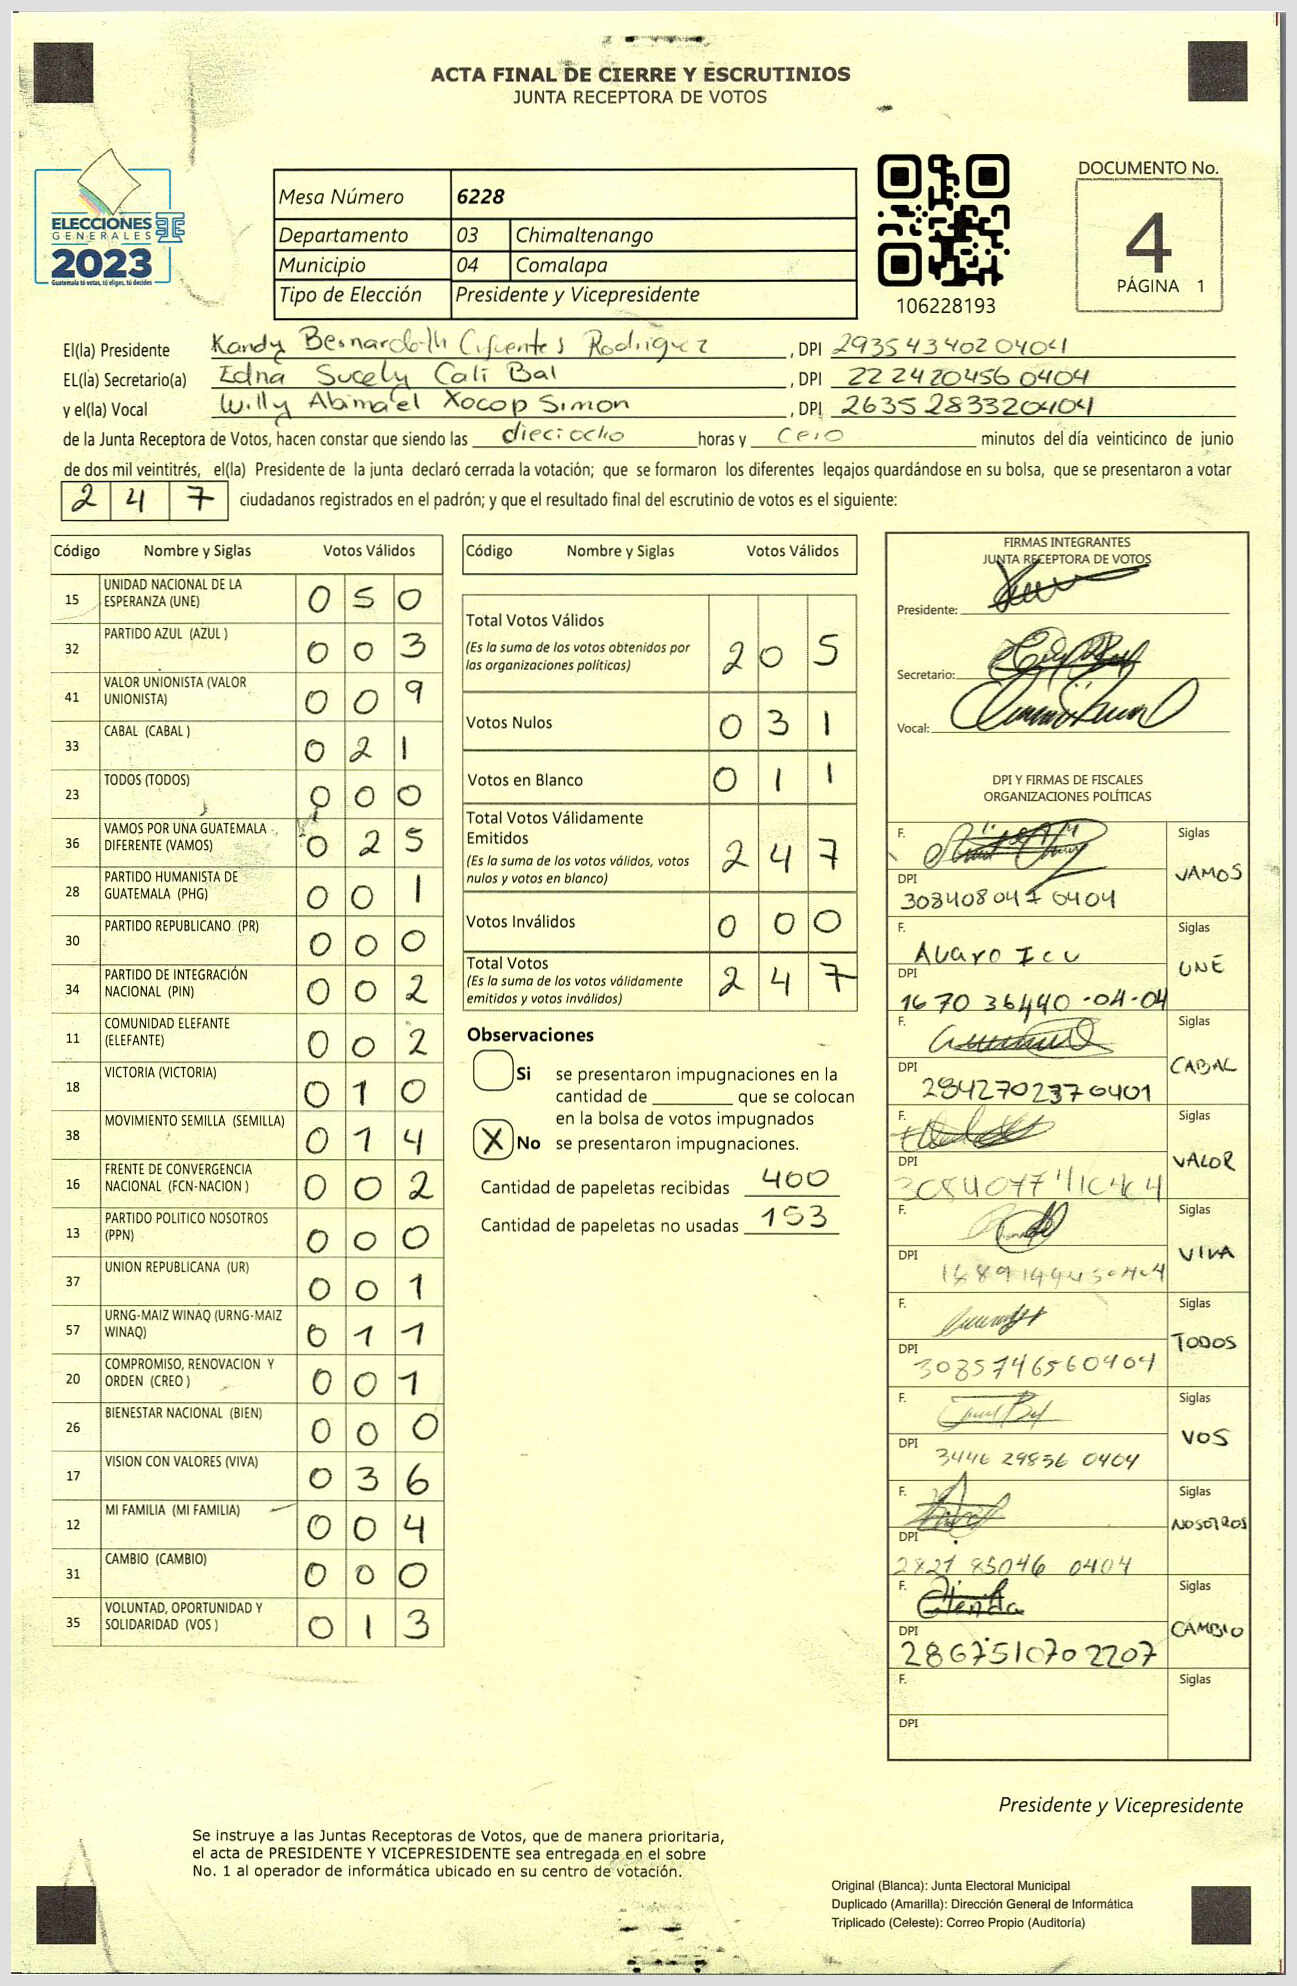 ACTA FINAL DE CIERRE Y ESCRUTINIOS
JUNTA RECEPTORA DE VOTOS
ELECCIONES
GENERALES
2023
Guatemala tú votas, tú eliges, tú decides
Mesa Número 6228
Departamento 03 Chimaltenango
Municipio 04 Comalapa
Tipo de Elección Presidente y Vicepresidente
106228193
DOCUMENTO No.
4
PÁGINA 1
El(la) Presidente Kandy Cifuentes Rodriguez, DPI 2935434020404
EL(la) Secretario(a) Edna Sucely Cali Bal, DPI 222420456 0404
y el(la) Vocal Willy Abimael Xocop Simon, DPI 2635283320404
de la Junta Receptora de Votos, hacen constar que siendo las dieciocho horas y cero minutos del día veinticinco de junio
de dos mil veintitrés, el(la) Presidente de la junta declaró cerrada la votación; que se formaron los diferentes legajos quardándose en su bolsa, que se presentaron a votar
2 4 7 ciudadanos registrados en el padrón; y que el resultado final del escrutinio de votos es el siguiente:
Código Nombre y Siglas Votos Válidos
15 UNIDAD NACIONAL DE LA ESPERANZA (UNE) 0 5 0
32 PARTIDO AZUL (AZUL ) 0 0 3
41 VALOR UNIONISTA (VALOR UNIONISTA) 0 0 9
33 CABAL (CABAL ) 0 2 1
23 TODOS (TODOS) 0 0 0
36 VAMOS POR UNA GUATEMALA DIFERENTE (VAMOS) 0 2 5
28 PARTIDO HUMANISTA DE GUATEMALA (PHG) 0 0 1
30 PARTIDO REPUBLICANO (PR) 0 0 0
34 PARTIDO DE INTEGRACIÓN NACIONAL (PIN) 0 0 2
11 COMUNIDAD ELEFANTE (ELEFANTE) 0 0 2
18 VICTORIA (VICTORIA) 0 1 0
38 MOVIMIENTO SEMILLA (SEMILLA) 0 1 4
16 FRENTE DE CONVERGENCIA NACIONAL (FCN-NACION ) 0 0 2
13 PARTIDO POLITICO NOSOTROS (PPN) 0 0 0
37 UNION REPUBLICANA (UR) 0 0 1
57 URNG-MAIZ WINAQ (URNG-MAIZ WINAQ) 0 1 1
20 COMPROMISO, RENOVACION Y ORDEN (CREO ) 0 0 1
26 BIENESTAR NACIONAL (BIEN) 0 0 0
17 VISION CON VALORES (VIVA) 0 3 6
12 MI FAMILIA (MI FAMILIA) 0 0 4
31 CAMBIO (CAMBIO) 0 0 0
35 VOLUNTAD, OPORTUNIDAD Y SOLIDARIDAD (VOS ) 0 1 3
Código Nombre y Siglas Votos Válidos
Total Votos Válidos
(Es la suma de los votos obtenidos por
las organizaciones políticas) 2 0 5
Votos Nulos 0 3 1
Votos en Blanco 0 1 1
Total Votos Válidamente
Emitidos
(Es la suma de los votos válidos, votos
nulos y votos en blanco) 2 4 7
Votos Inválidos 0 0 0
Total Votos
(Es la suma de los votos válidamente
emitidos y votos inválidos) 2 4 7
Observaciones
Si se presentaron impugnaciones en la
cantidad de ________ que se colocan
en la bolsa de votos impugnados
X No se presentaron impugnaciones.
Cantidad de papeletas recibidas 400
Cantidad de papeletas no usadas 153
FIRMAS INTEGRANTES
JUNTA RECEPTORA DE VOTOS
Presidente:
Secretario:
Vocal:
DPI Y FIRMAS DE FISCALES
ORGANIZACIONES POLÍTICAS
F. Siglas
VAMOS
DPI
308408047 0404
F. Alvaro Icu Siglas
UNE
DPI
1670 36440-04-04
F. Siglas
CABAL
DPI
2842702370401
F. Siglas
VALOR
DPI
F. Siglas
VIVA
DPI
F. Siglas
TODOS
DPI
3085746560404
F. Siglas
VOS
DPI
3446 29856 0404
F. Siglas
NOSOTROS
DPI
2821 85046 0404
F. Siglas
CAMBIO
DPI
2867510702207
F. Siglas
DPI
Presidente y Vicepresidente
Se instruye a las Juntas Receptoras de Votos, que de manera prioritaria,
el acta de PRESIDENTE Y VICEPRESIDENTE sea entregada en el sobre
No. 1 al operador de informática ubicado en su centro de votación.
Original (Blanca): Junta Electoral Municipal
Duplicado (Amarilla): Dirección General de Informática
Triplicado (Celeste): Correo Propio (Auditoría)